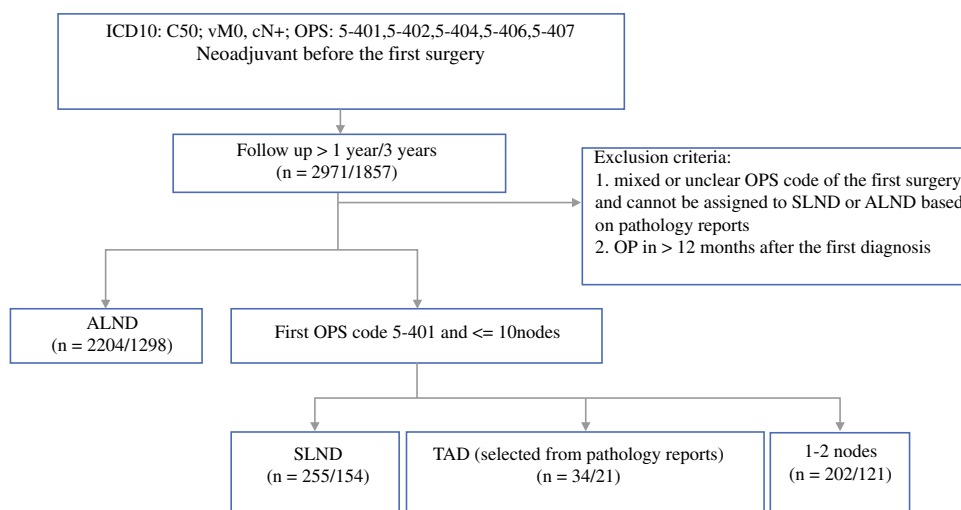 ICD10: C50; vM0, cN+; OPS: 5-401,5-402,5-404,5-406,5-407
Neoadjuvant before the first surgery
Follow up > 1 year/3 years
(n = 2971/1857)
Exclusion criteria:
1. mixed or unclear OPS code of the first surgery
and cannot be assigned to SLND or ALND based
on pathology reports
2. OP in > 12 months after the first diagnosis
ALND
(n = 2204/1298)
First OPS code 5-401 and <= 10nodes
SLND
(n = 255/154)
TAD (selected from pathology reports)
(n = 34/21)
1-2 nodes
(n = 202/121)